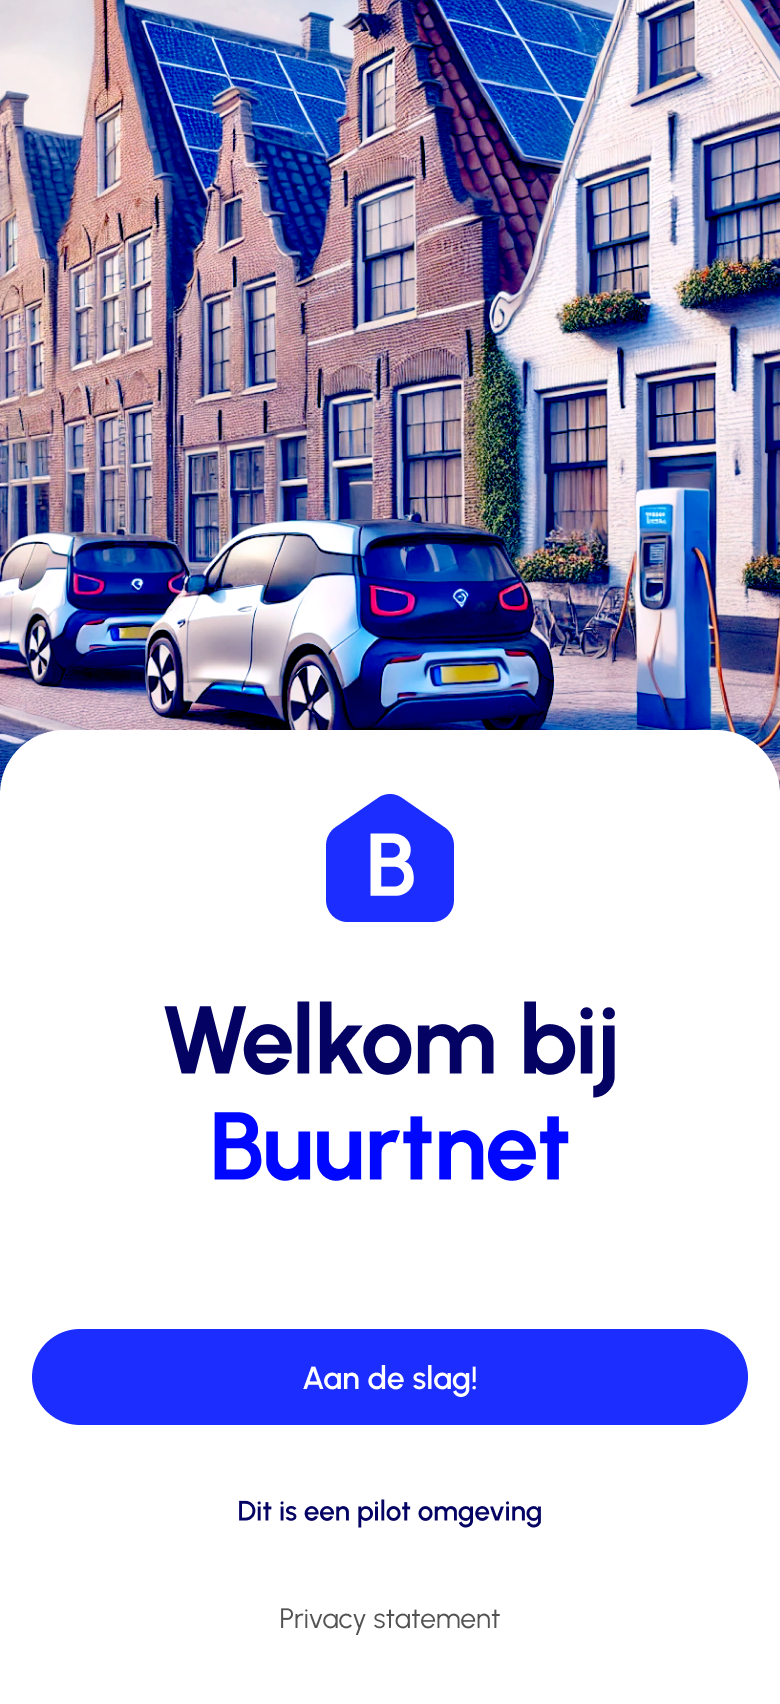 B
Welkom bij
Buurtnet
Aan de slag!
Dit is een pilot omgeving
Privacy statement